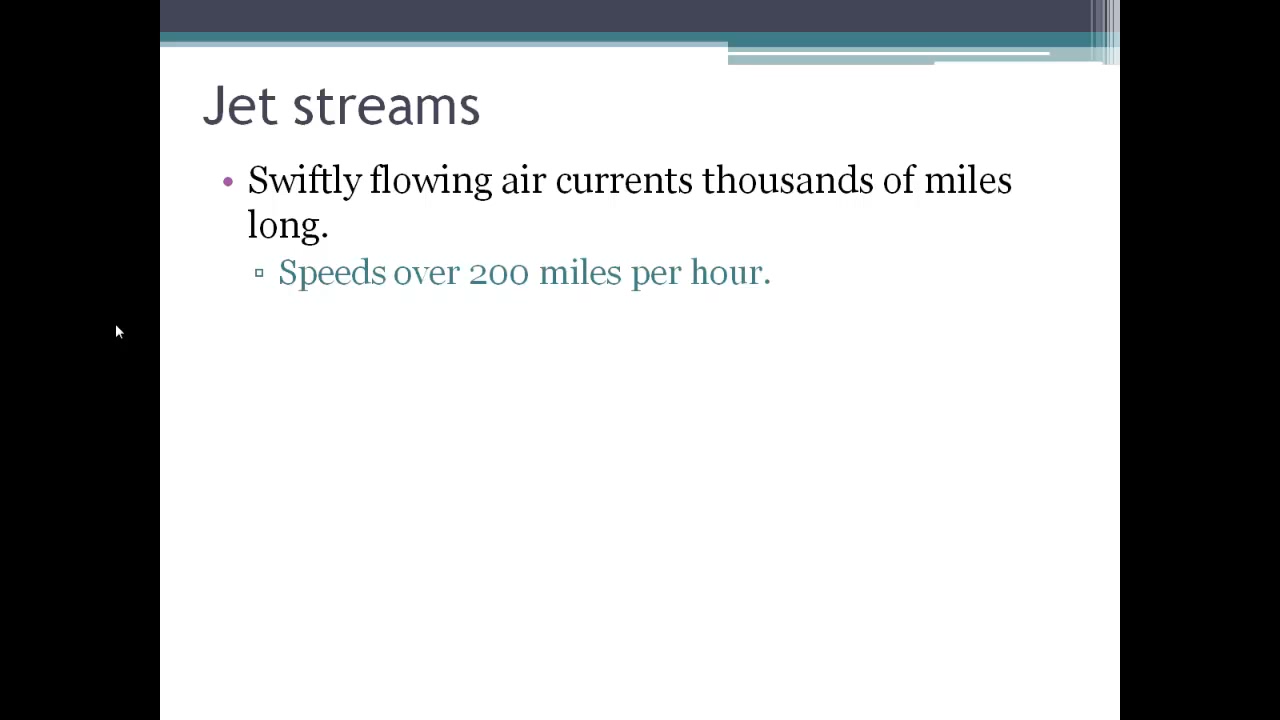 Jet streams
• Swiftly flowing air currents thousands of miles
long.
▫ Speeds over 200 miles per hour.